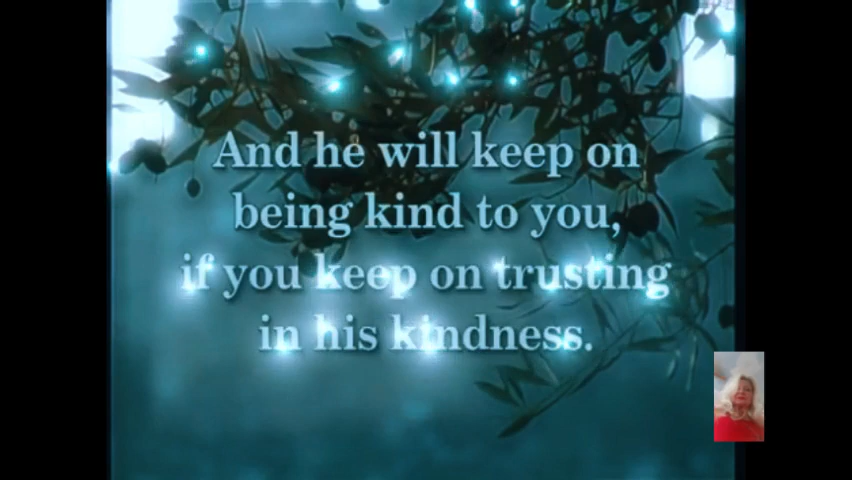 And he will keep on
being kind to you,
if you keep on trusting
in his kindness.